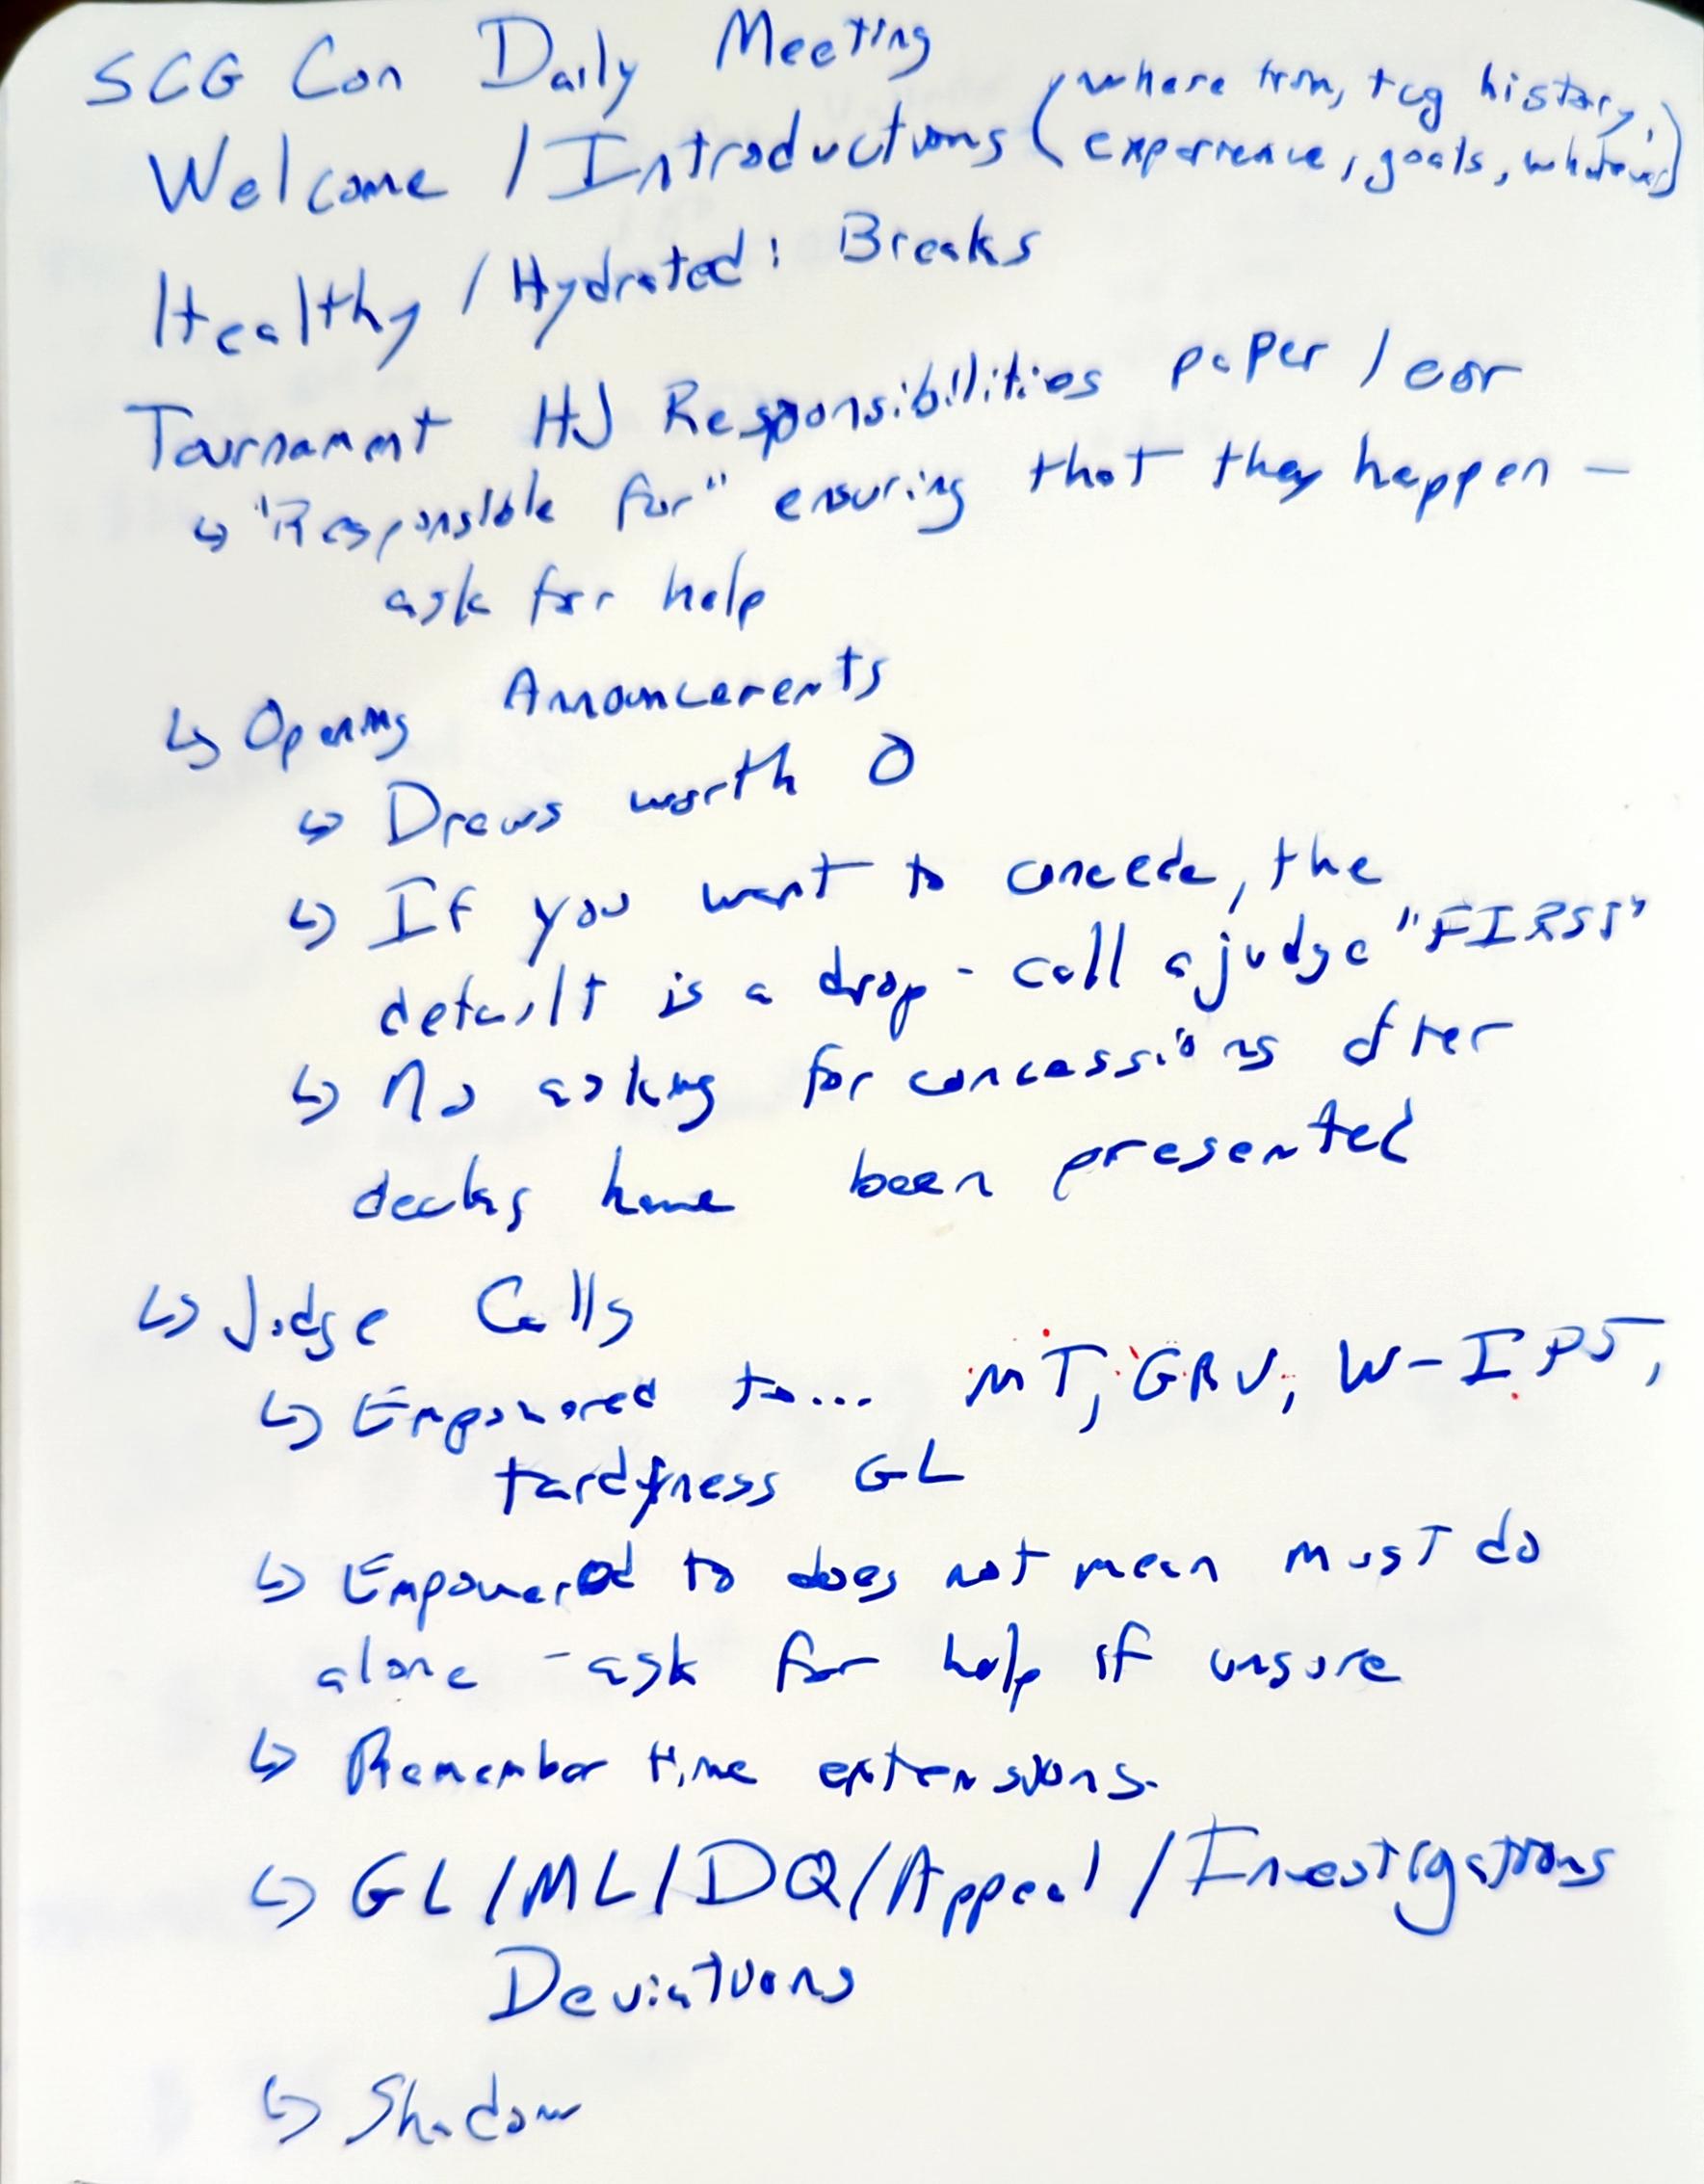 SCG Con Daily Meeting
Welcome / Introductions (where from, tcg history,
experience, goals, whatever)
Healthy / Hydrated: Breaks
Tournament HJ Responsibilities paper / eor
↳ "Responsible for" ensuring that they happen -
ask for help
↳ Opening Announcements
↳ Draws worth 0
↳ If you want to concede, the
default is a drop - call a judge "FIRST"
↳ No asking for concessions after
decks have been presented
↳ Judge Calls
↳ Empowered to... MT, GRV, W-IPS,
tardyness GL
↳ Empowered to does not mean must do
alone - ask for help if unsure
↳ Remember time extensions.
↳ GL/ML/DQ/Appeal/Investigations
Deviations
↳ Shadow